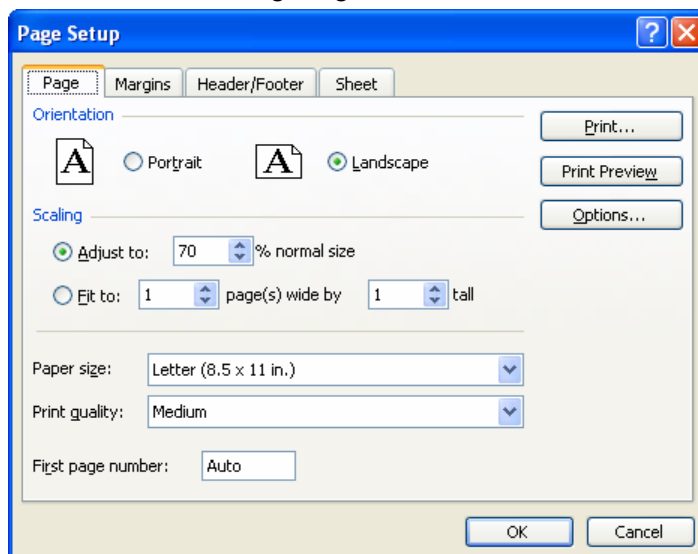 Page Setup
Page Margins Header/Footer Sheet
Orientation
Print...
A Portrait A Landscape
Print Preview
Scaling
Options...
Adjust to: 70 % normal size
Fit to: 1 page(s) wide by 1 tall
Paper size: Letter (8.5 x 11 in.)
Print quality: Medium
First page number: Auto
OK Cancel